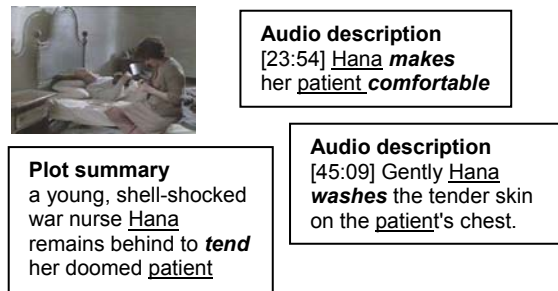 Audio description
[23:54] Hana makes
her patient comfortable
Audio description
[45:09] Gently Hana
washes the tender skin
on the patient's chest.
Plot summary
a young, shell-shocked
war nurse Hana
remains behind to tend
her doomed patient